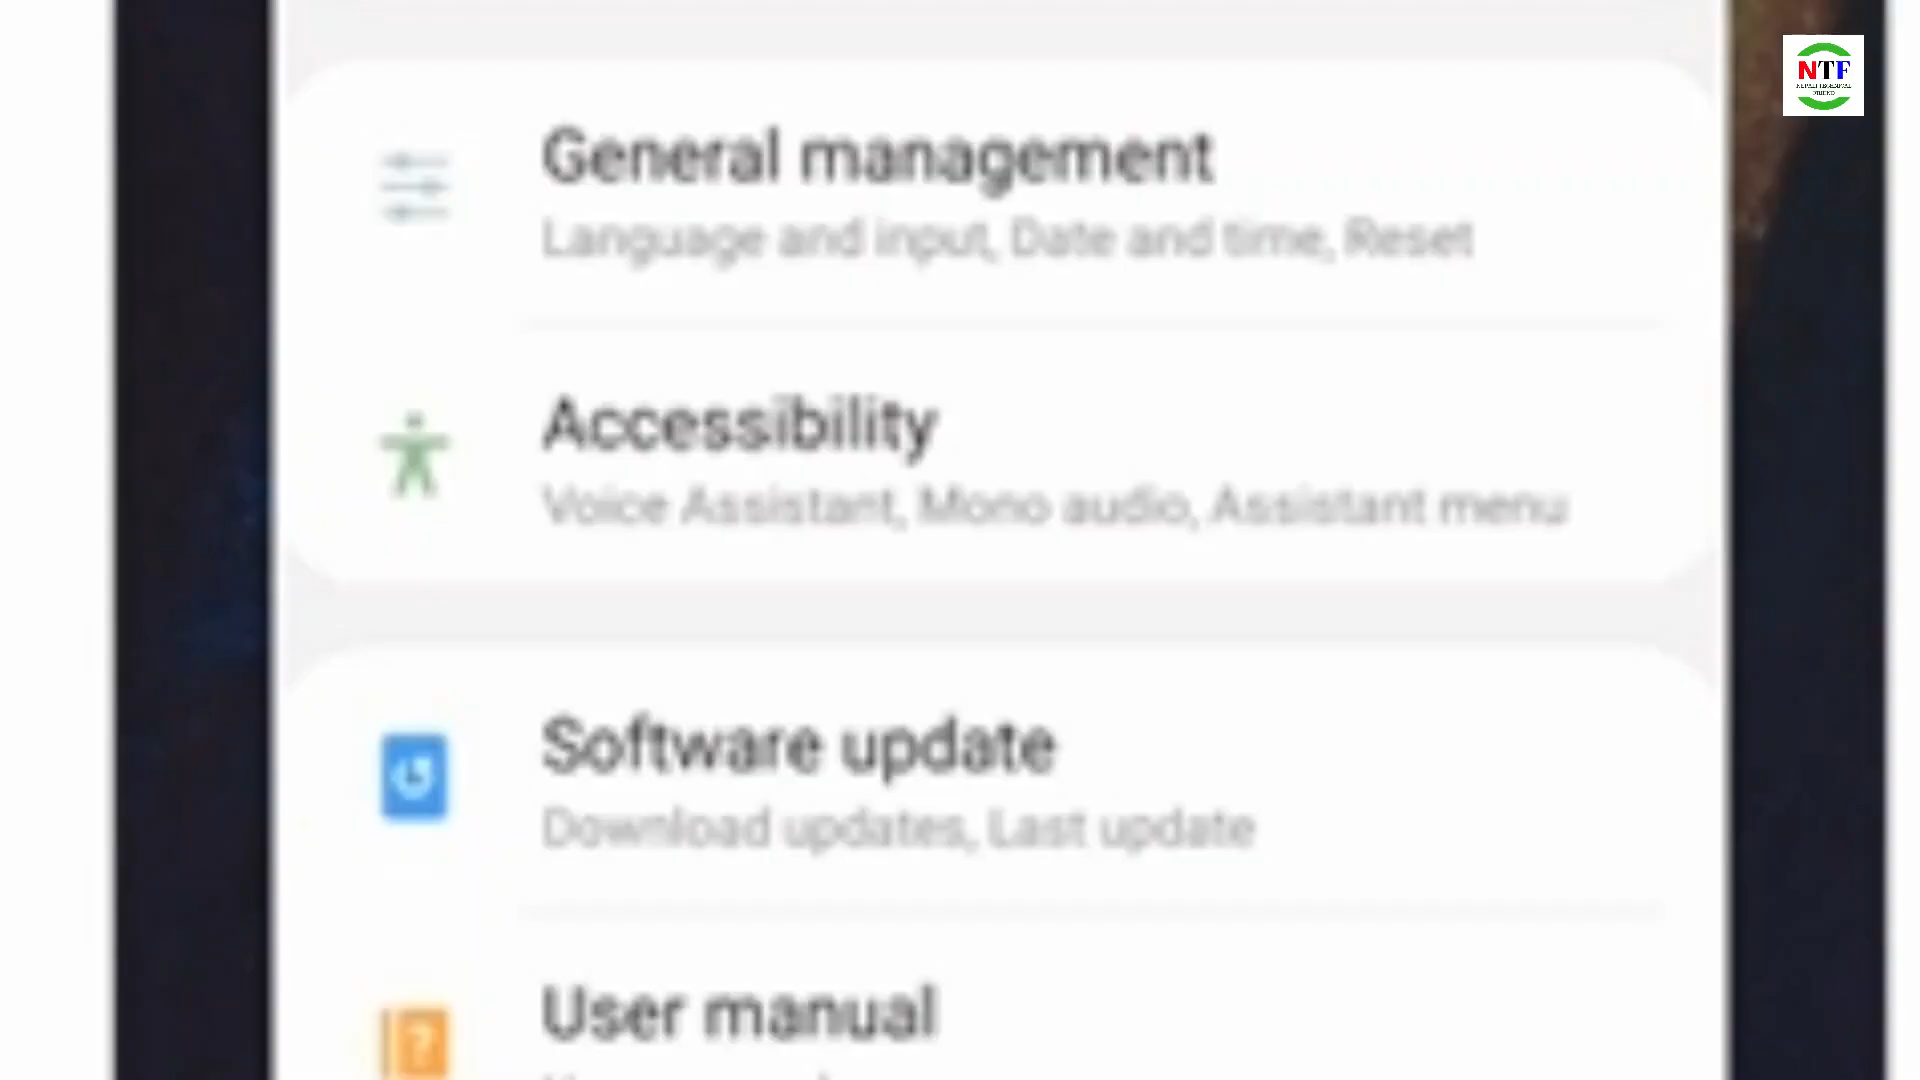 NTF
General management
Language and input, Date and time, Reset
Accessibility
Voice Assistant, Mono audio, Assistant menu
Software update
Download updates, Last update
User manual